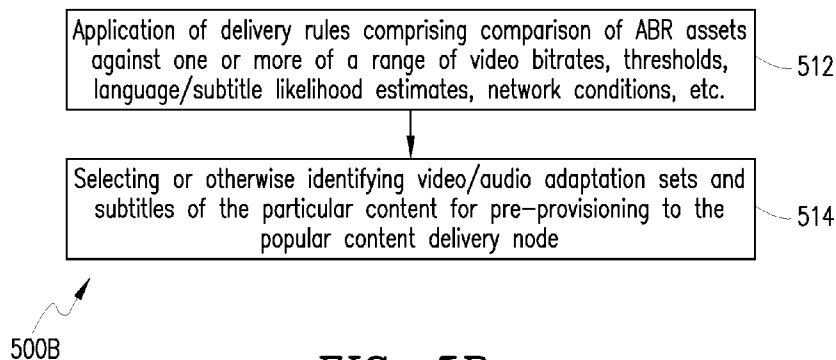 Application of delivery rules comprising comparison of ABR assets
against one or more of a range of video bitrates, thresholds,
language/subtitle likelihood estimates, network conditions, etc.
512
Selecting or otherwise identifying video/audio adaptation sets and
subtitles of the particular content for pre-provisioning to the
popular content delivery node
514
500B